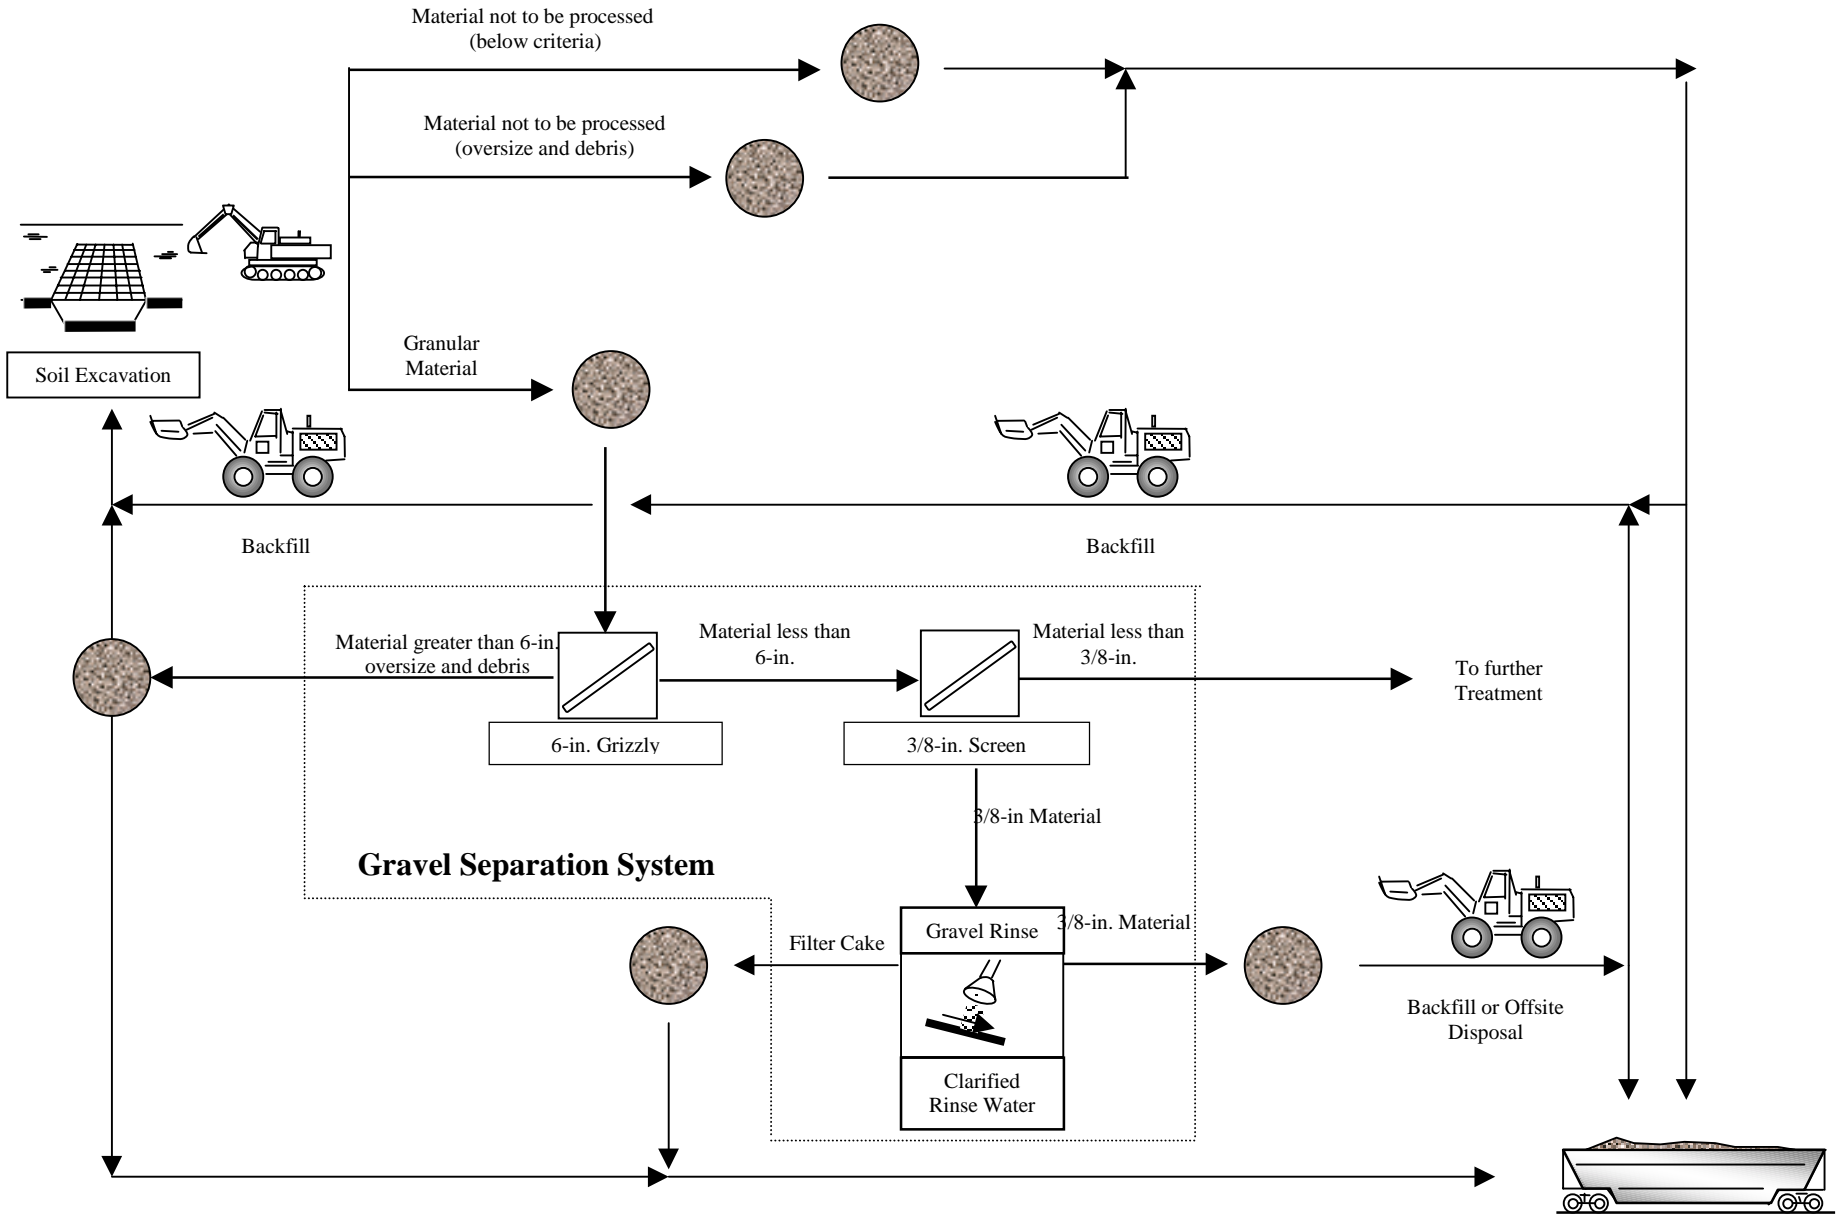 Material not to be processed
(below criteria)
Material not to be processed
(oversize and debris)
Granular
Material
Soil Excavation
Backfill
Backfill
Material greater than 6-in.
oversize and debris
Material less than
6-in.
Material less than
3/8-in.
To further
Treatment
6-in. Grizzly
3/8-in. Screen
3/8-in Material
Gravel Separation System
Filter Cake
Gravel Rinse
3/8-in. Material
Backfill or Offsite
Disposal
Clarified
Rinse Water